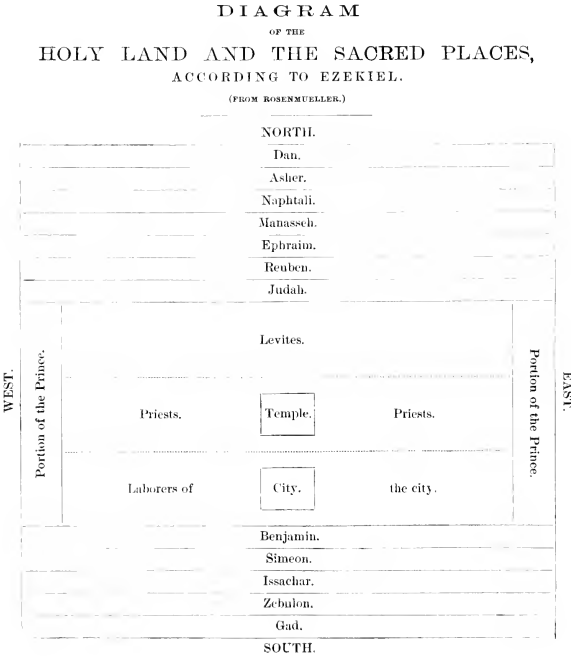 DIAGRAM
OF THE
HOLY LAND AND THE SACRED PLACES,
ACCORDING TO EZEKIEL.
(FROM ROSENMUELLER.)
NORTH.
Dan.
Asher.
Naphtali.
Manasseh.
Ephraim.
Reuben.
Judah.
WEST.
Portion of the Prince.
Levites.
Priests. Temple. Priests.
Laborers of City. the city.
Portion of the Prince.
EAST.
Benjamin.
Simeon.
Issachar.
Zebulon.
Gad.
SOUTH.